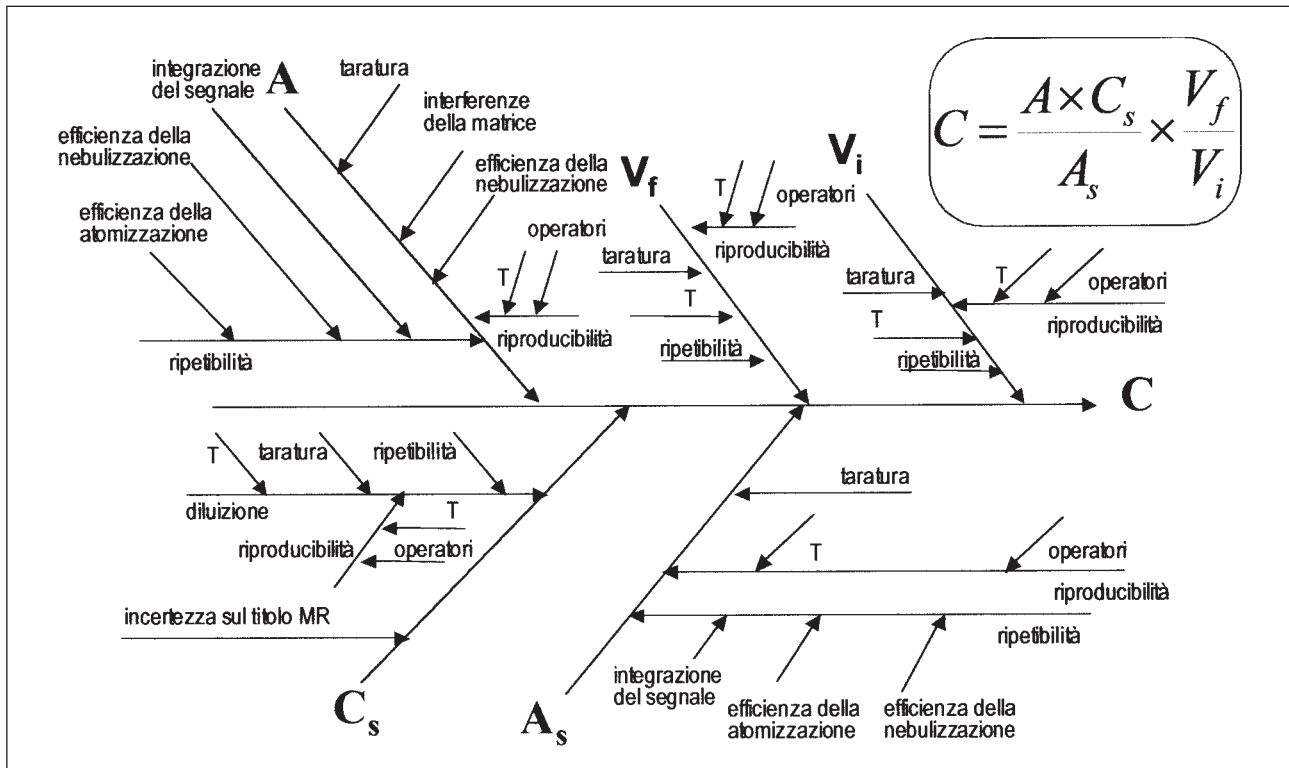 integrazione
del segnale
A
taratura
interferenze
della matrice
efficienza della
nebulizzazione
efficienza della
nebulizzazione
efficienza della
atomizzazione
operatori
T
riproducibilità
ripetibilità
V_f
T
operatori
riproducibilità
taratura
T
ripetibilità
V_i
taratura
T
operatori
riproducibilità
T
ripetibilità
C = \frac{A × C_s}{A_s} × \frac{V_f}{V_i}
C
T
taratura
ripetibilità
diluizione
T
riproducibilità
operatori
incertezza sul titolo MR
C_s
taratura
T
operatori
riproducibilità
ripetibilità
integrazione
del segnale
efficienza della
atomizzazione
efficienza della
nebulizzazione
A_s